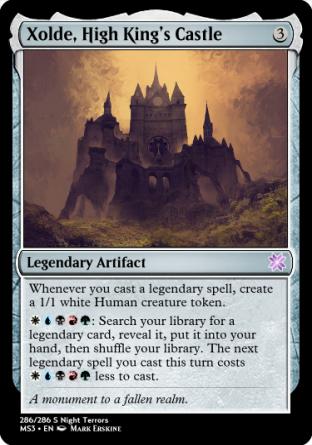 Xolde, High King's Castle 3
Legendary Artifact
Whenever you cast a legendary spell, create
a 1/1 white Human creature token.
: Search your library for a
legendary card, reveal it, put it into your
hand, then shuffle your library. The next
legendary spell you cast this turn costs
less to cast.
A monument to a fallen realm.
286/286 S Night Terrors
MS3 • EN Mark Erskine